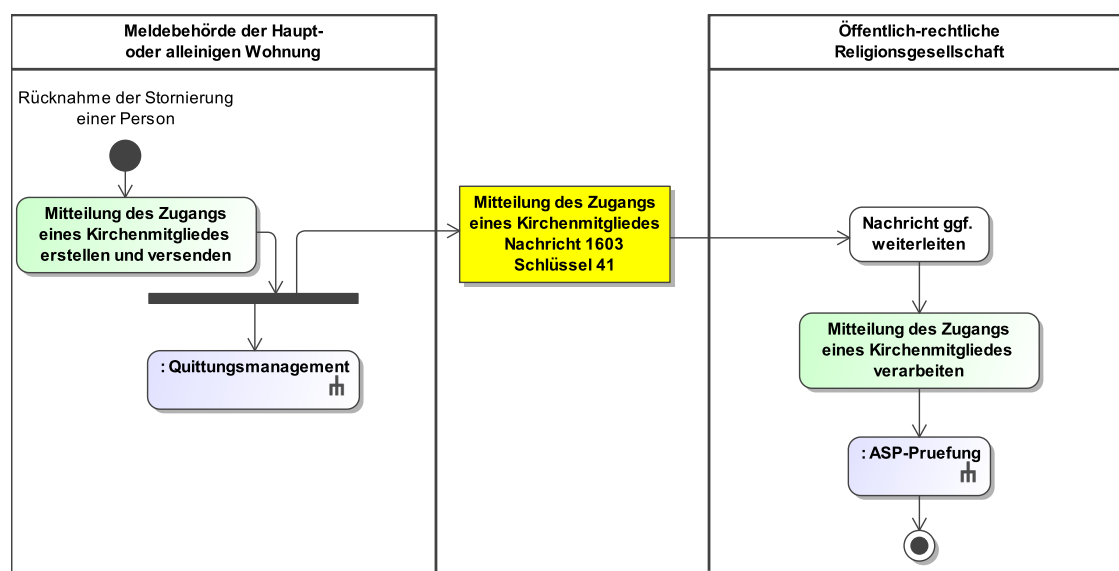 Meldebehörde der Haupt-
oder alleinigen Wohnung
Rücknahme der Stornierung
einer Person
Mitteilung des Zugangs
eines Kirchenmitgliedes
erstellen und versenden
: Quittungsmanagement
Mitteilung des Zugangs
eines Kirchenmitgliedes
Nachricht 1603
Schlüssel 41
Öffentlich-rechtliche
Religionsgesellschaft
Nachricht ggf.
weiterleiten
Mitteilung des Zugangs
eines Kirchenmitgliedes
verarbeiten
: ASP-Pruefung